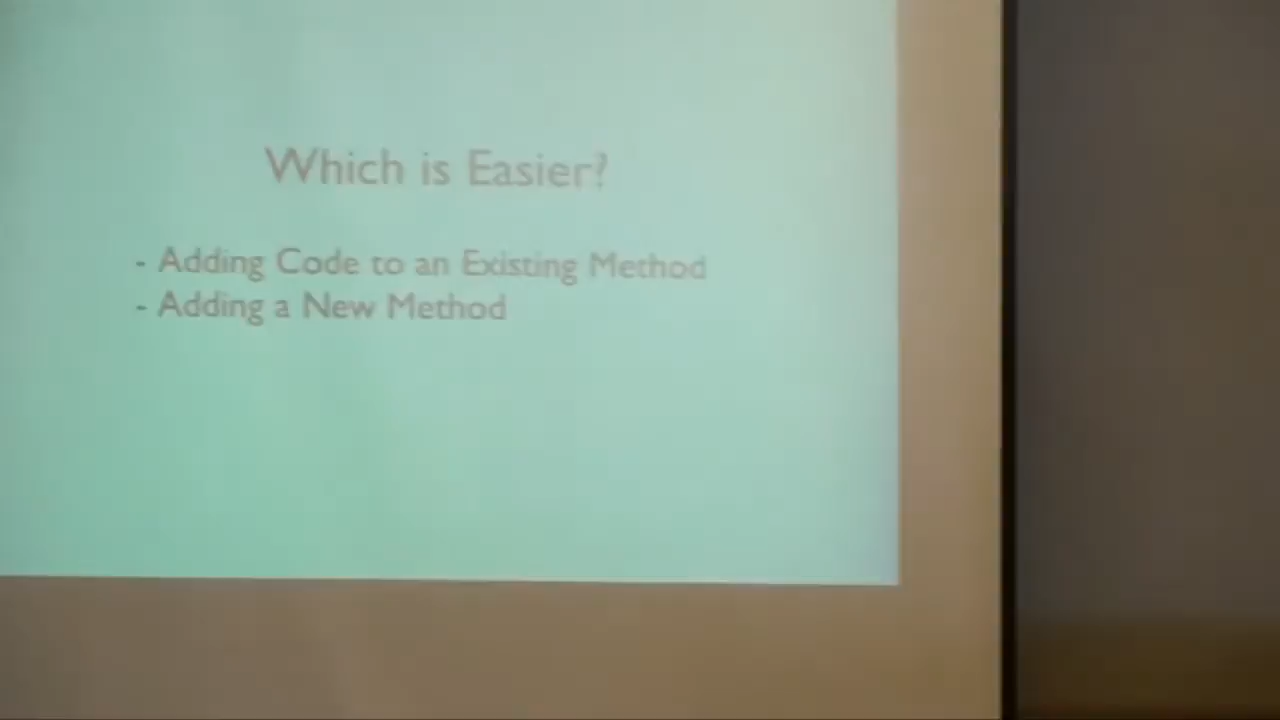 Which is Easier?
- Adding Code to an Existing Method
- Adding a New Method